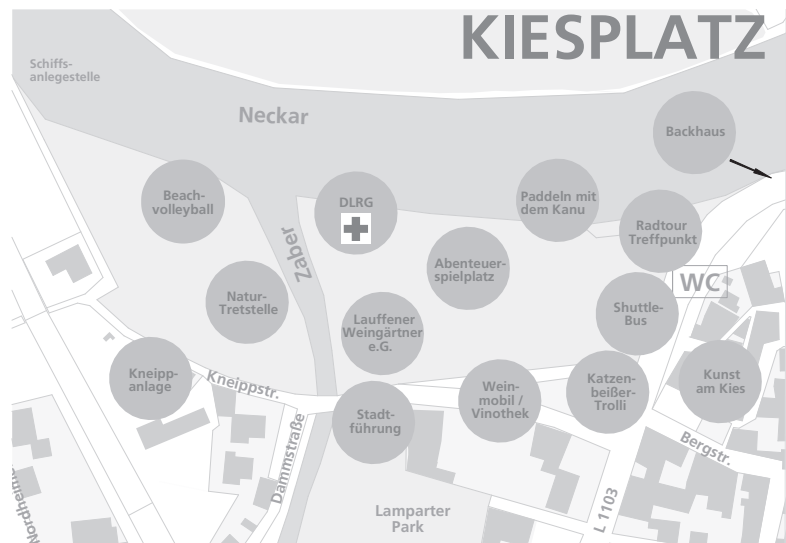 KIESPLATZ
Schiffs-
anlegestelle
Neckar
Backhaus
Beach-
volleyball
DLRG
Paddeln mit
dem Kanu
Radtour
Treffpunkt
Zaber
Abenteuer-
spielplatz
WC
Natur-
Tretstelle
Shuttle-
Bus
Lauffener
Weingärtner
e.G.
Kneipp-
anlage
Kneippstr.
Wein-
mobil /
Vinothek
Katzen-
beißer-
Trolli
Kunst
am Kies
Stadt-
führung
Dammstraße
Bergstr.
L 1103
Lamparter
Park